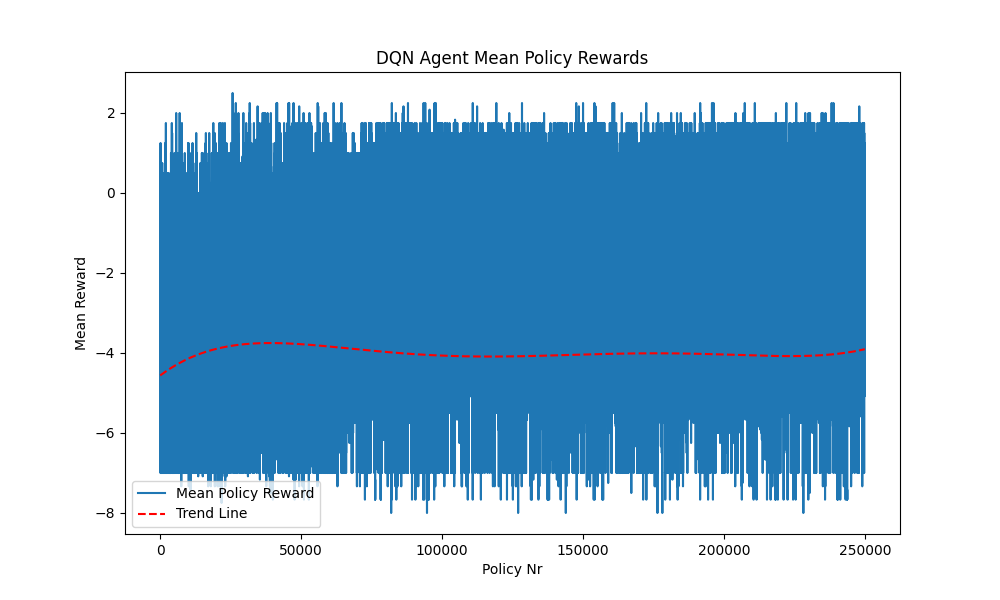 DQN Agent Mean Policy Rewards
Mean Reward
2
0
−2
−4
−6
−8
Mean Policy Reward
Trend Line
0
50000
100000
150000
200000
250000
Policy Nr